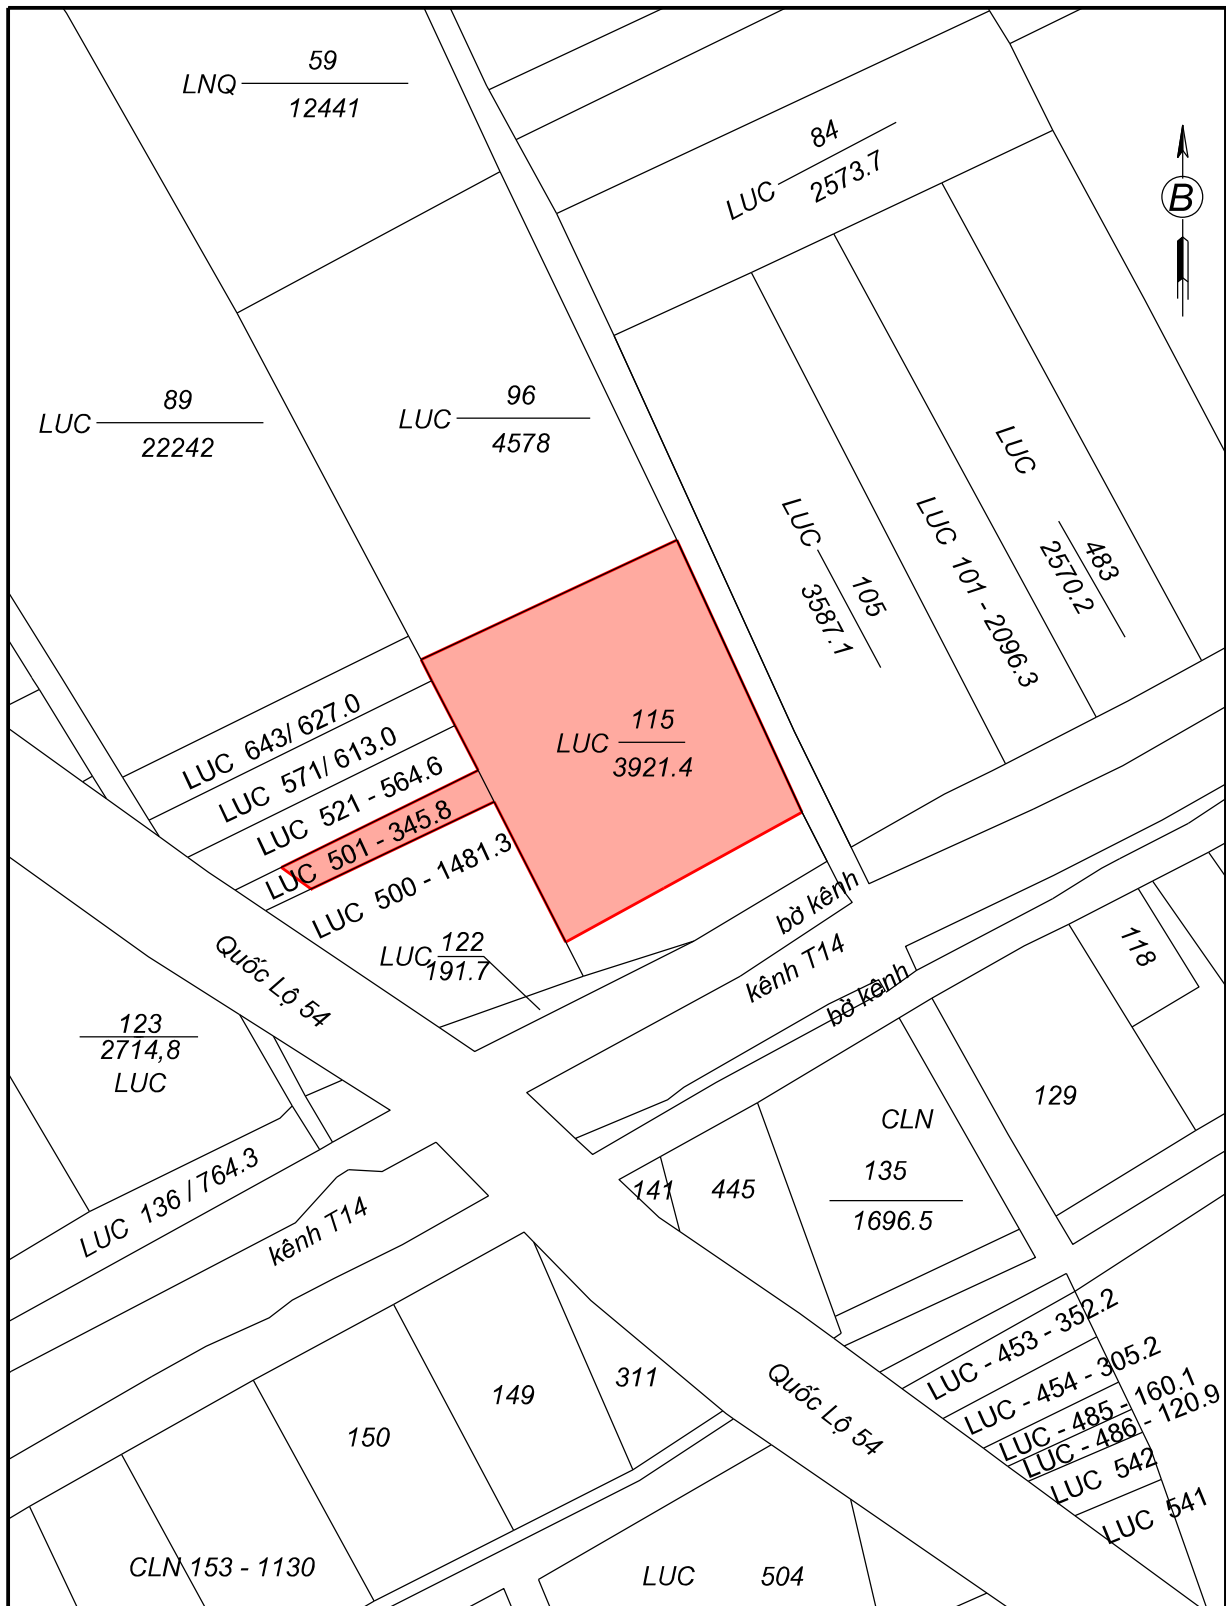 59
LNQ
12441
84
LUC
2573.7
B
89
LUC
22242
96
LUC
4578
LUC
105
3587.1
LUC 101 - 2096.3
LUC
483
2570.2
LUC 643/ 627.0
LUC 571/ 613.0
LUC 521 - 564.6
LUC 501 - 345.8
LUC 500 - 1481.3
115
LUC
3921.4
122
LUC
191.7
bờ kênh
kênh T14
bờ kênh
Quốc Lộ 54
118
123
2714,8
LUC
129
CLN
135
1696.5
141
445
LUC 136 / 764.3
kênh T14
LUC - 453 - 352.2
LUC - 454 - 305.2
LUC - 485 - 160.1
LUC - 486 - 120.9
LUC 542
LUC 541
311
149
150
Quốc Lộ 54
CLN 153 - 1130
LUC 504